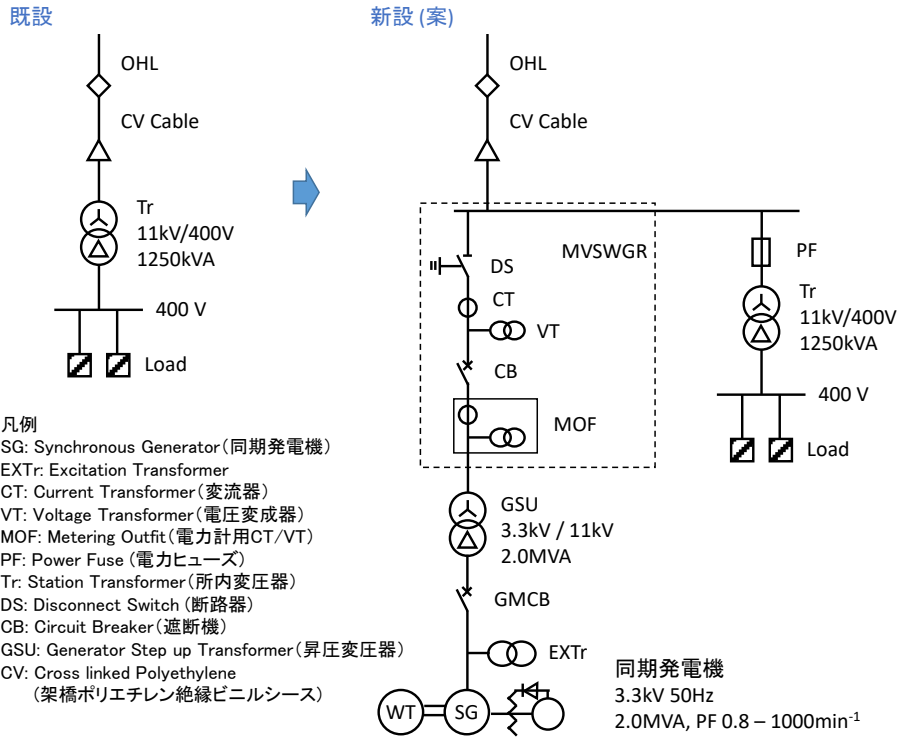 既設
OHL
CV Cable
Tr
11kV/400V
1250kVA
400 V
Load
新設 (案)
OHL
CV Cable
MVSWGR
DS
CT
VT
CB
MOF
PF
Tr
11kV/400V
1250kVA
400 V
Load
GSU
3.3kV / 11kV
2.0MVA
GMCB
EXTr
WT
SG
同期発電機
3.3kV 50Hz
2.0MVA, PF 0.8 – 1000min-1
凡例
SG: Synchronous Generator(同期発電機)
EXTr: Excitation Transformer
CT: Current Transformer(変流器)
VT: Voltage Transformer(電圧変成器)
MOF: Metering Outfit(電力計用CT/VT)
PF: Power Fuse (電力ヒューズ)
Tr: Station Transformer(所内変圧器)
DS: Disconnect Switch (断路器)
CB: Circuit Breaker(遮断機)
GSU: Generator Step up Transformer(昇圧変圧器)
CV: Cross linked Polyethylene
(架橋ポリエチレン絶縁ビニルシース)